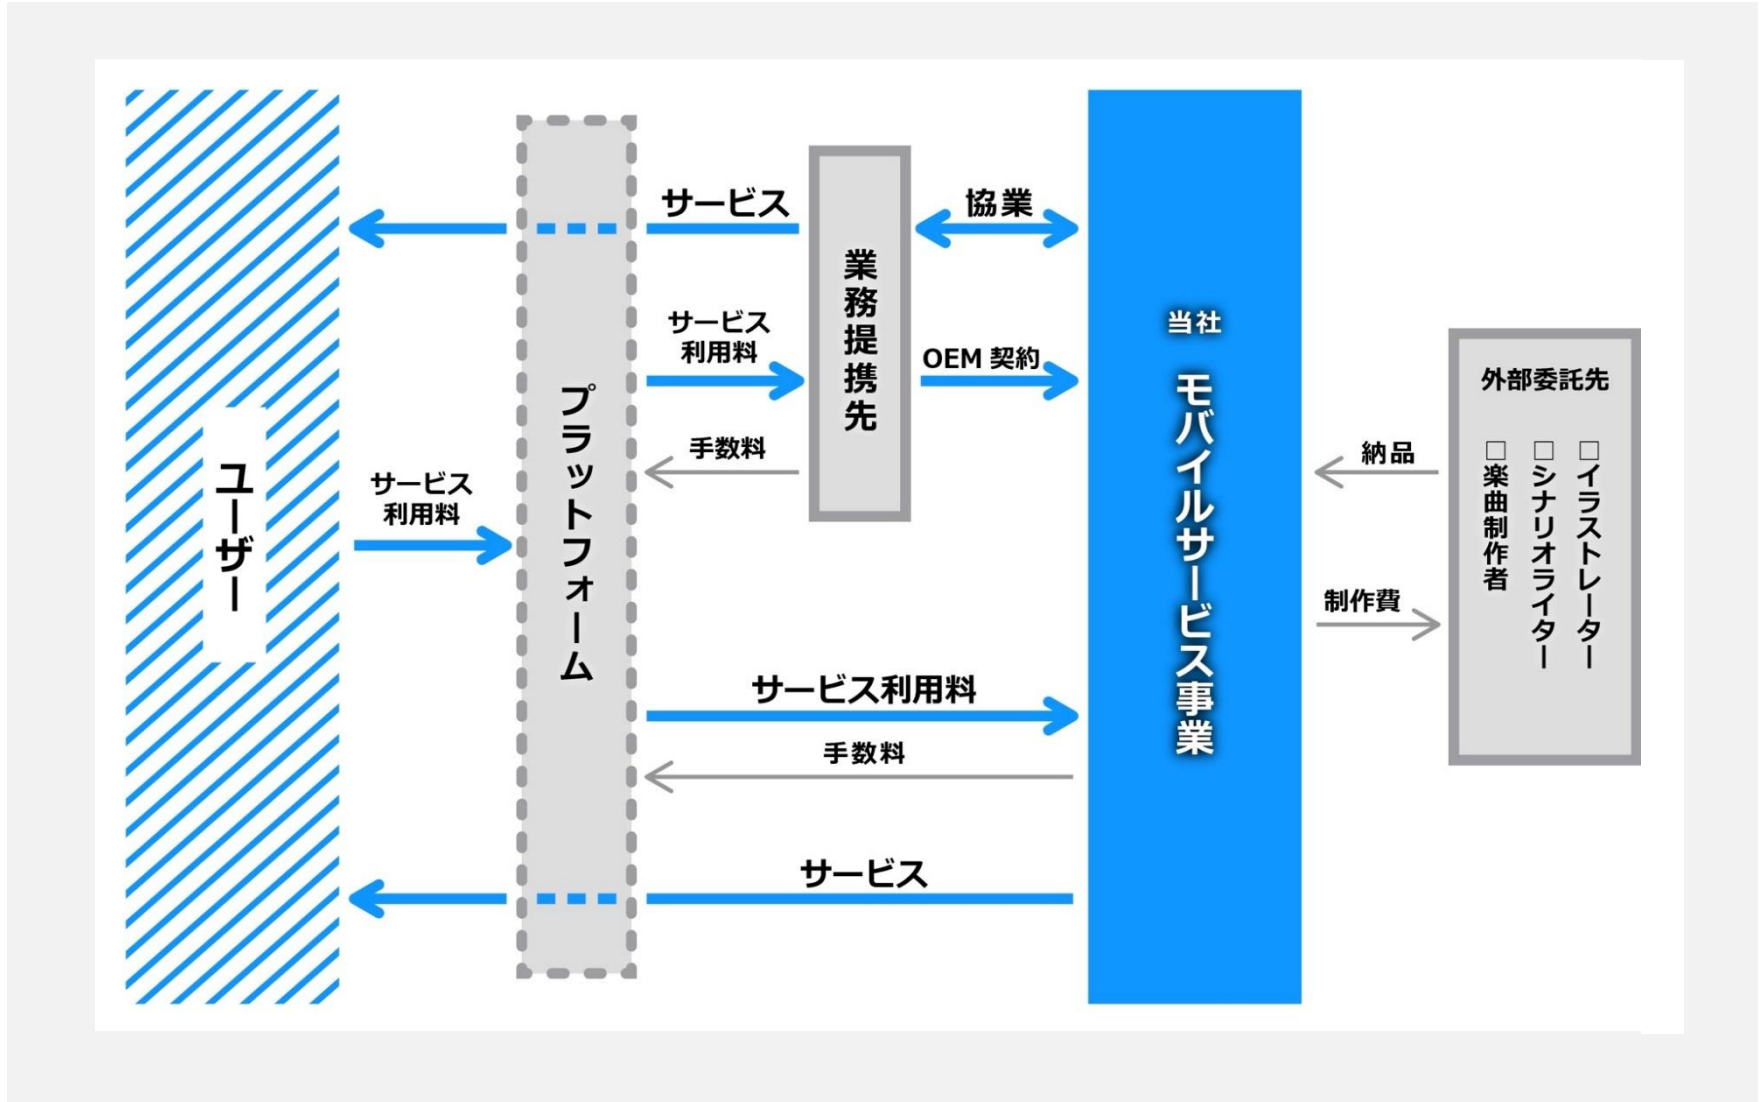 ユーザー
サービス
利用料
プラットフォーム
サービス
サービス
利用料
手数料
業務提携先
協業
OEM 契約
サービス利用料
手数料
サービス
当社 モバイルサービス事業
納品
制作費
外部委託先
□イラストレーター
□シナリオライター
□楽曲制作者